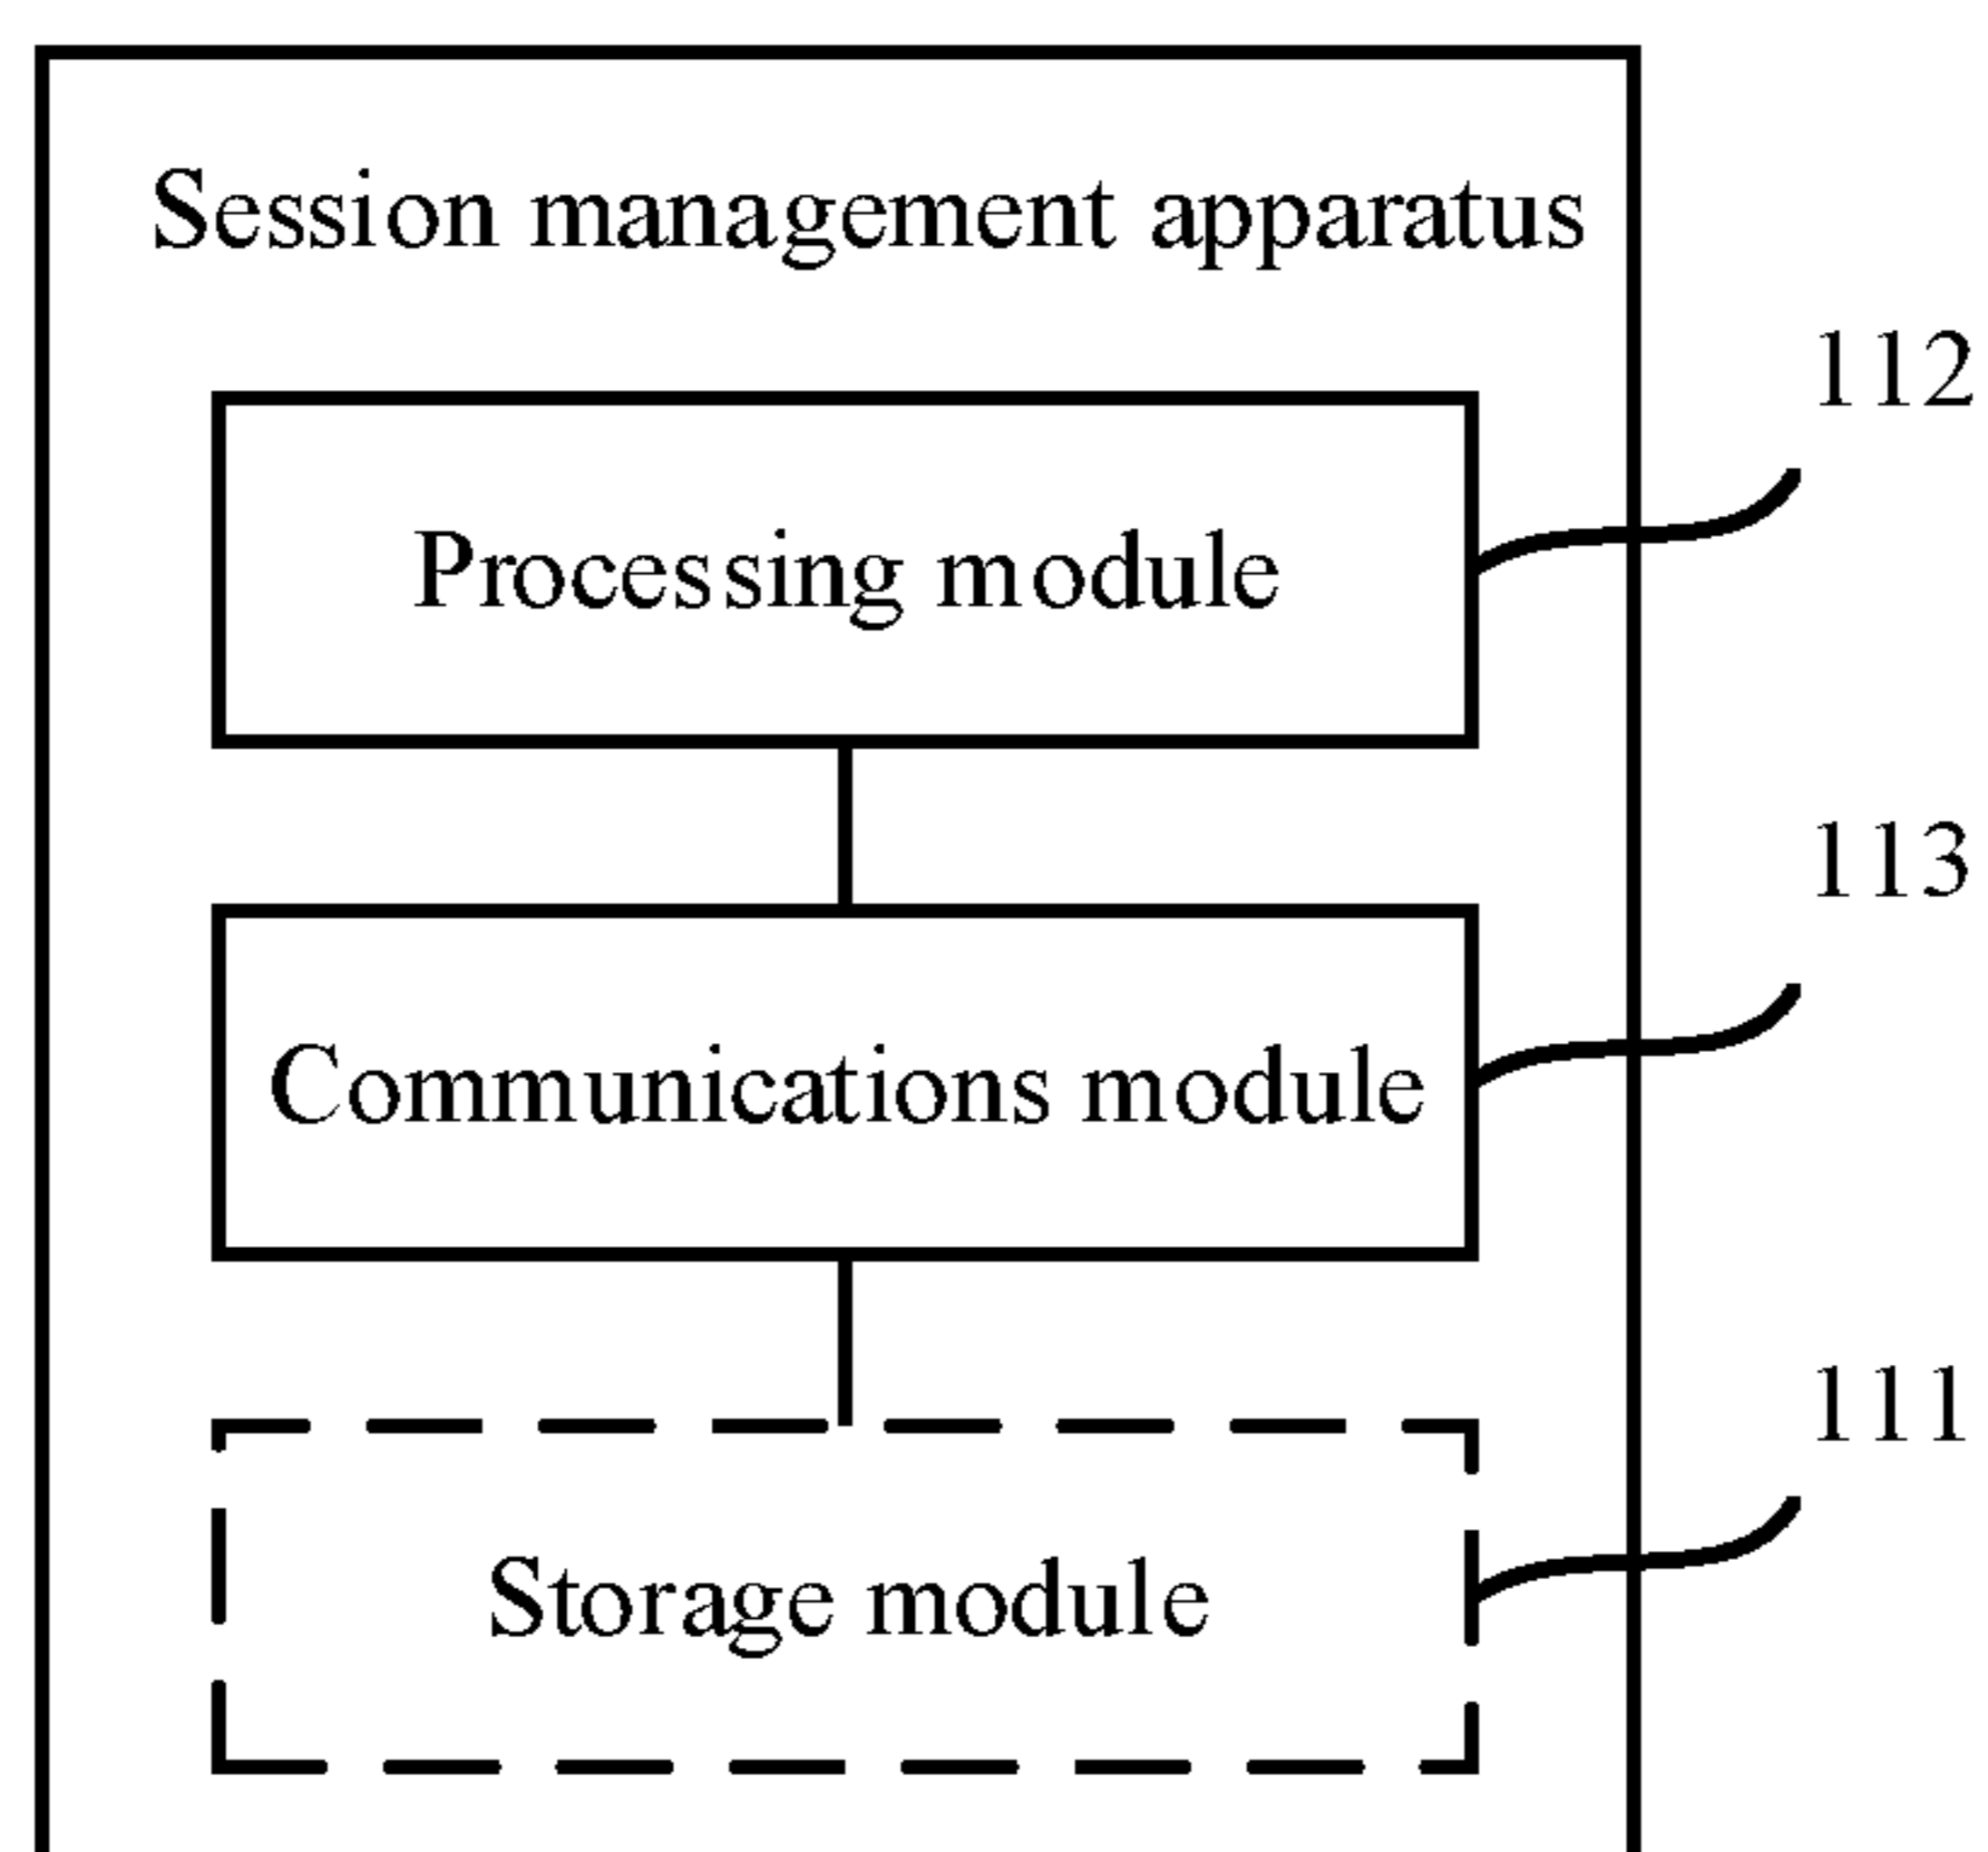 Session management apparatus
112
Processing module
113
Communications module
111
Storage module